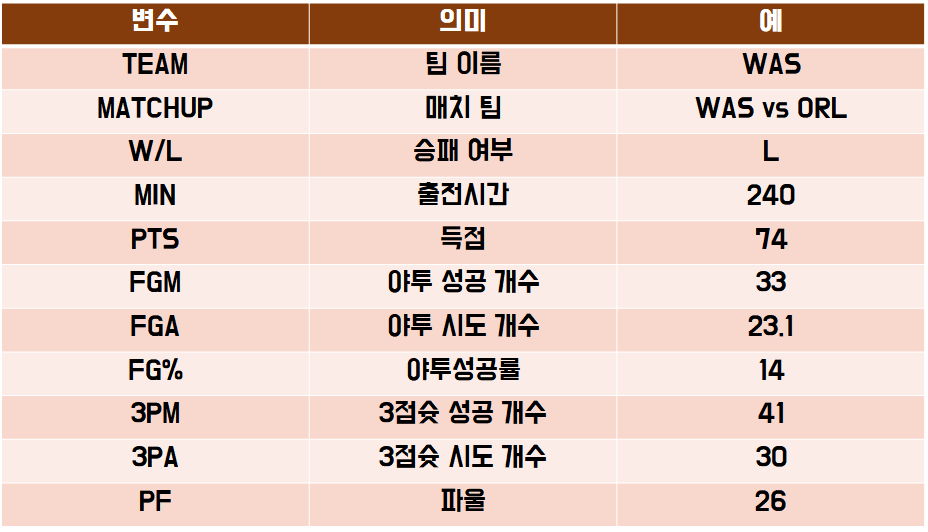 변수 의미 예
TEAM 팀 이름 WAS
MATCHUP 매치 팀 WAS vs ORL
W/L 승패 여부 L
MIN 출전시간 240
PTS 득점 74
FGM 야투 성공 개수 33
FGA 야투 시도 개수 23.1
FG% 야투성공률 14
3PM 3점슛 성공 개수 41
3PA 3점슛 시도 개수 30
PF 파울 26